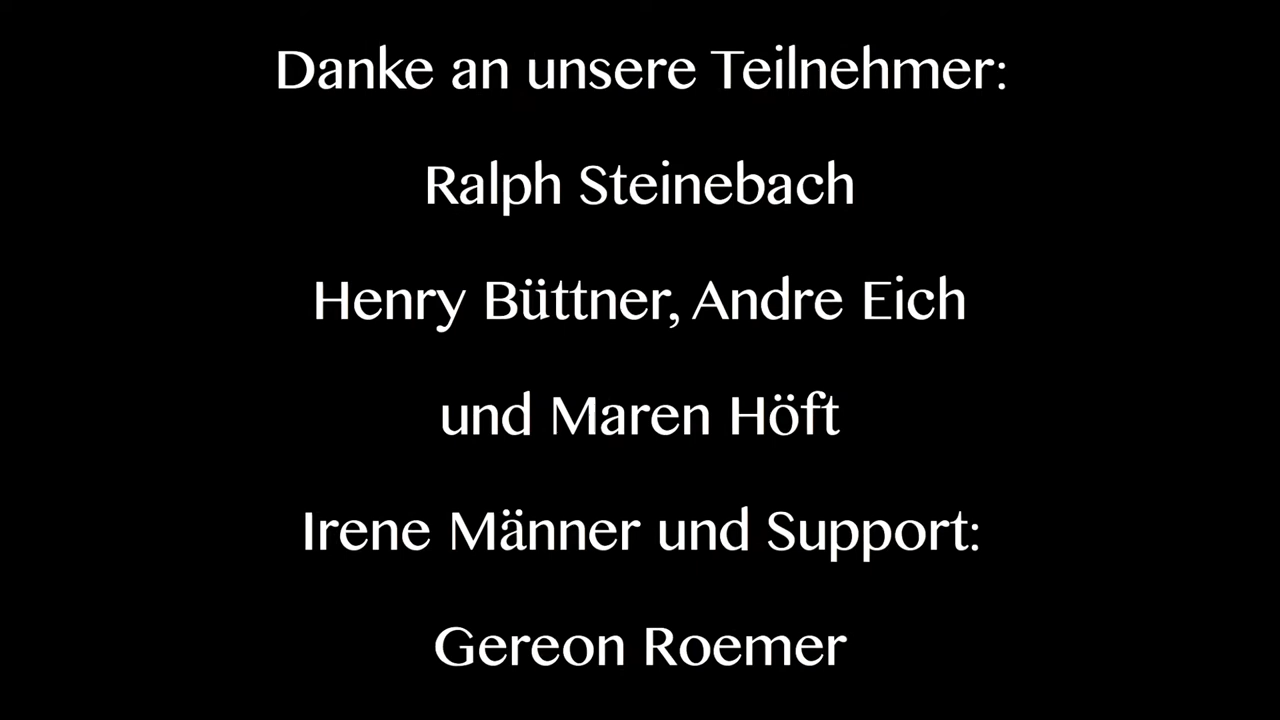 Danke an unsere Teilnehmer:
Ralph Steinebach
Henry Büttner, Andre Eich
und Maren Höft
Irene Männer und Support:
Gereon Roemer